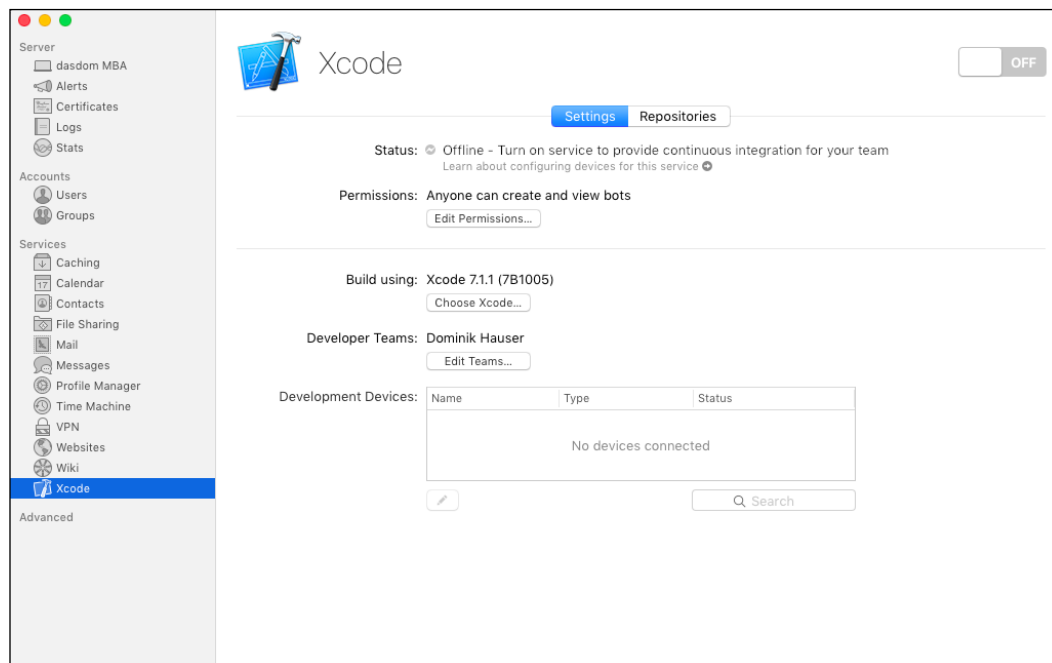 Server
dasdom MBA
Alerts
Certificates
Logs
Stats
Accounts
Users
Groups
Services
Caching
17 Calendar
Contacts
File Sharing
Mail
Messages
Profile Manager
Time Machine
VPN
Websites
Wiki
Xcode
Advanced
Xcode
OFF
Settings Repositories
Status: Offline - Turn on service to provide continuous integration for your team
Learn about configuring devices for this service
Permissions: Anyone can create and view bots
Edit Permissions...
Build using: Xcode 7.1.1 (7B1005)
Choose Xcode...
Developer Teams: Dominik Hauser
Edit Teams...
Development Devices: Name Type Status
No devices connected
Search